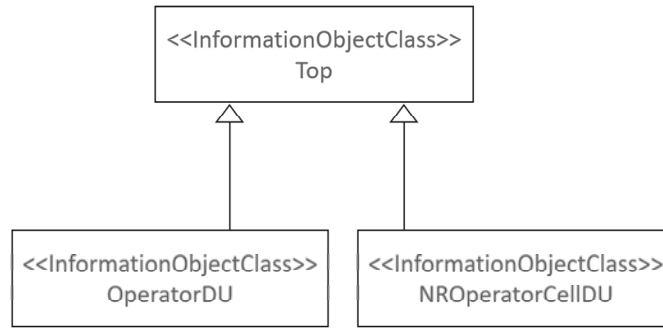 <<InformationObjectClass>>
Top
<<InformationObjectClass>>
OperatorDU
<<InformationObjectClass>>
NROperatorCellDU